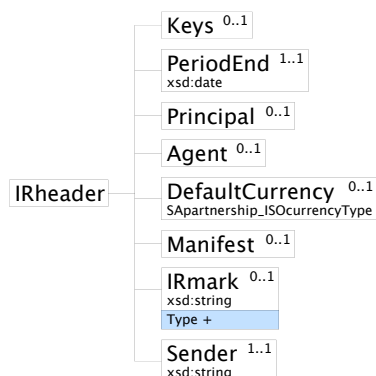 Keys 0..1
PeriodEnd 1..1
xsd:date
Principal 0..1
Agent 0..1
IRheader
DefaultCurrency 0..1
SApartnership_ISOcurrencyType
Manifest 0..1
IRmark 0..1
xsd:string
Type +
Sender 1..1
xsd:string